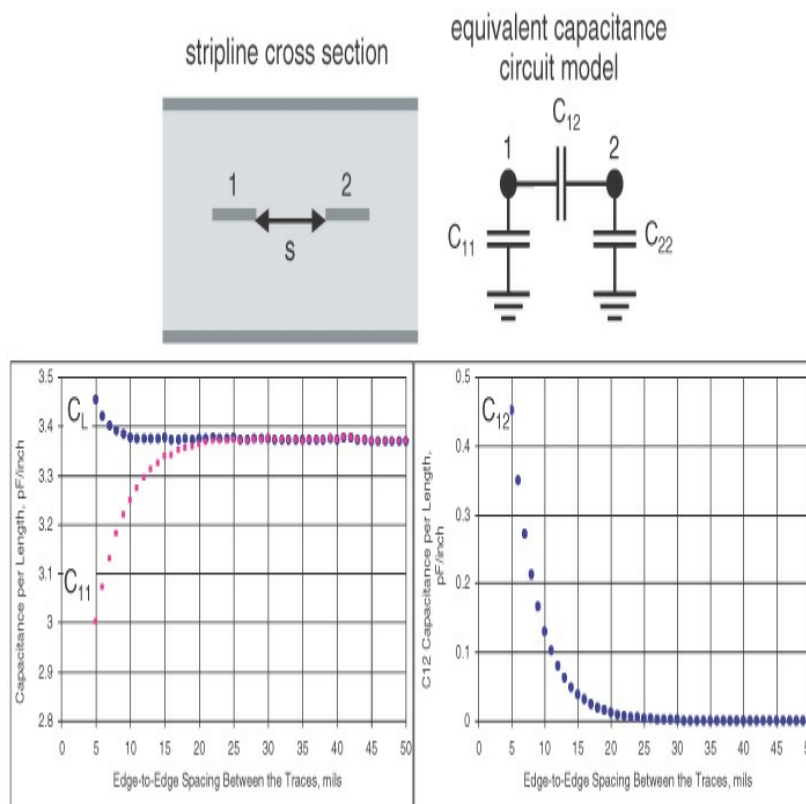 stripline cross section
equivalent capacitance
circuit model
1
2
S
C₁₂
1
2
C₁₁
C₂₂
Capacitance per Length, pF/inch
3.5
3.4
3.3
3.2
3.1
3
2.9
2.8
C_L
C₁₁
0
5
10
15
20
25
30
35
40
45
50
Edge-to-Edge Spacing Between the Traces, mils
C12 Capacitance per Length,
pF/inch
0.5
0.4
0.3
0.2
0.1
0
C₁₂
0
5
10
15
20
25
30
35
40
45
Edge-to-Edge Spacing Between the Traces, mils